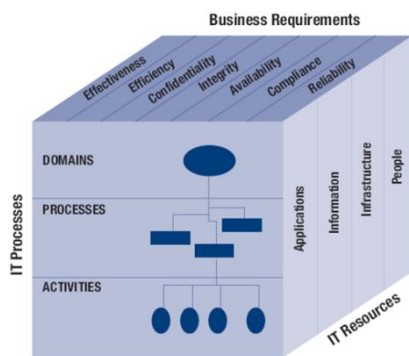 Business Requirements
Effectiveness
Efficiency
Confidentiality
Integrity
Availability
Compliance
Reliability
IT Processes
DOMAINS
PROCESSES
ACTIVITIES
Applications
Information
Infrastructure
People
IT Resources